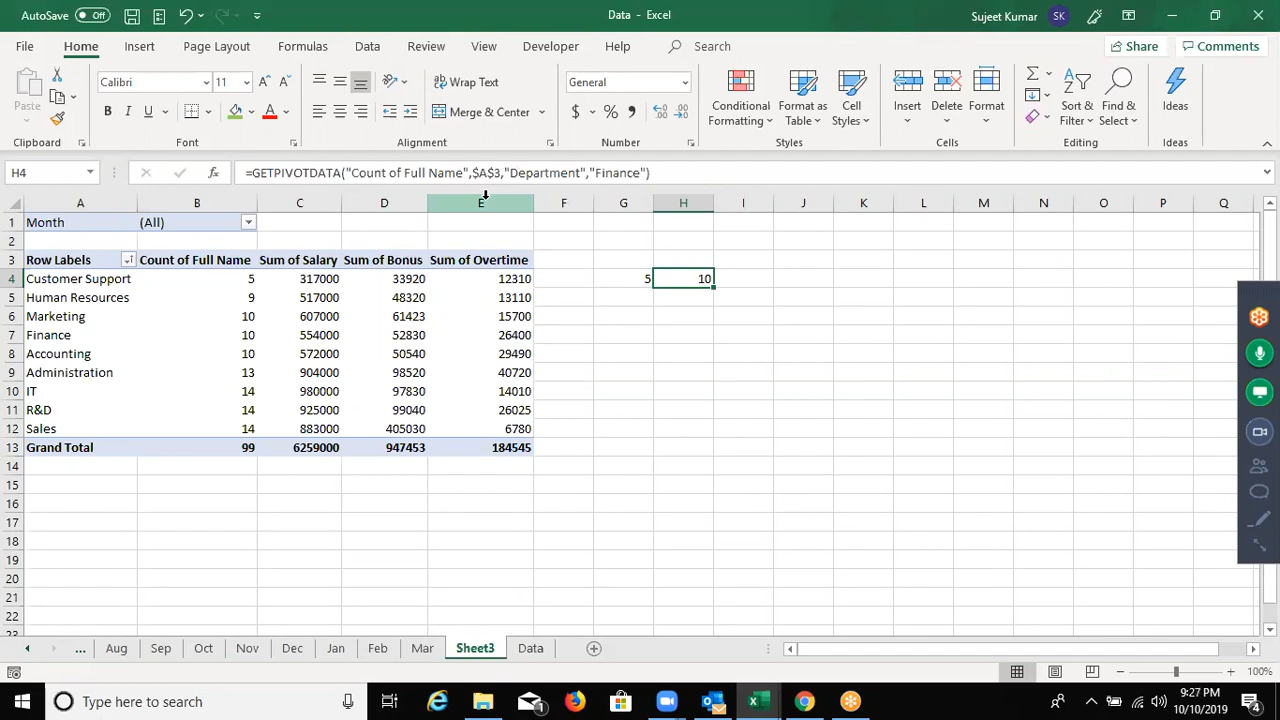 AutoSave Off Data - Excel Sujeet Kumar SK
File Home Insert Page Layout Formulas Data Review View Developer Help Search Share Comments
Calibri 11 Wrap Text General
Paste B I U Merge & Center $ % Conditional Formatting Format as Table Cell Styles Insert Delete Format Sort & Filter Find & Select Ideas
Clipboard Font Alignment Number Styles Cells Editing Ideas
H4 fx =GETPIVOTDATA("Count of Full Name",$A$3,"Department","Finance")
A B C D E F G H I J K L M N O P Q
1 Month (All)
2
3 Row Labels Count of Full Name Sum of Salary Sum of Bonus Sum of Overtime
4 Customer Support 5 317000 33920 12310 5 10
5 Human Resources 9 517000 48320 13110
6 Marketing 10 607000 61423 15700
7 Finance 10 554000 52830 26400
8 Accounting 10 572000 50540 29490
9 Administration 13 904000 98520 40720
10 IT 14 980000 97830 14010
11 R&D 14 925000 99040 26025
12 Sales 14 883000 405030 6780
13 Grand Total 99 6259000 947453 184545
14
15
16
17
18
19
20
21
22
23
... Aug Sep Oct Nov Dec Jan Feb Mar Sheet3 Data
100%
Type here to search 1 9:27 PM
10/10/2019 4